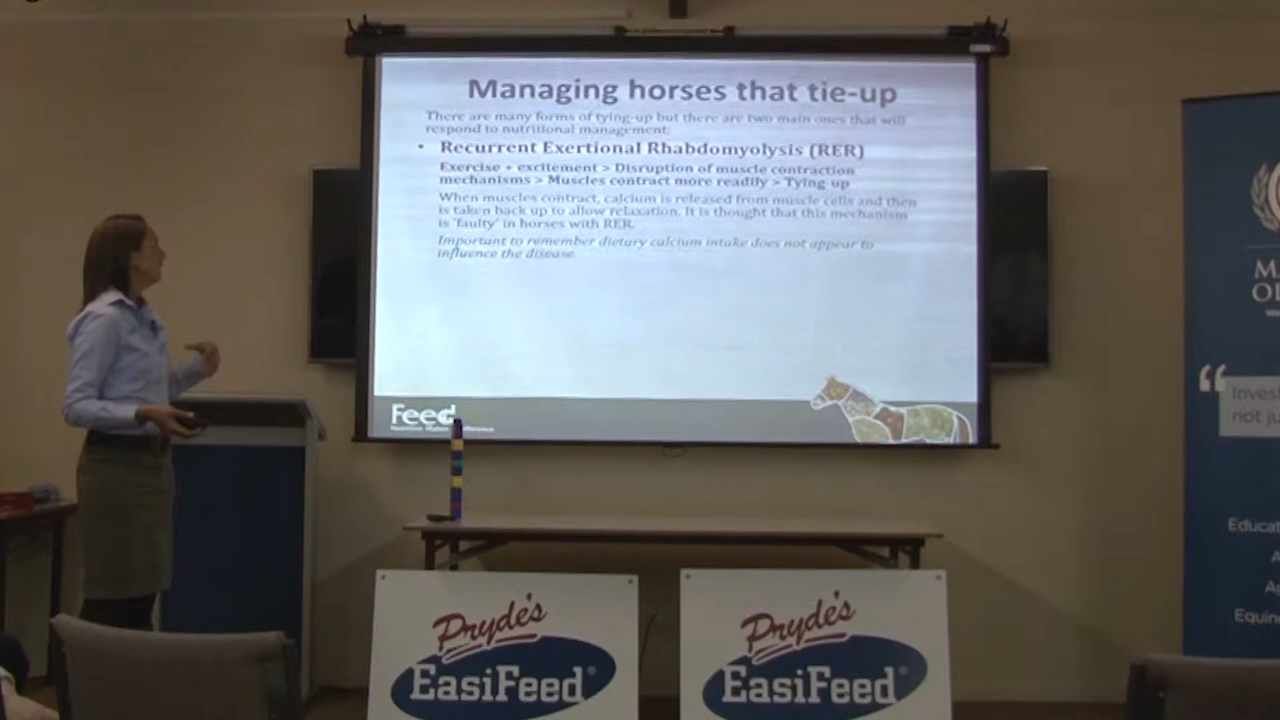 Managing horses that tie-up
There are many forms of tying-up but there are two main ones that will
respond to nutritional management:
• Recurrent Exertional Rhabdomyolysis (RER)
Exercise + excitement > Disruption of muscle contraction
mechanisms > Muscles contract more readily > Tying-up
When muscles contract, calcium is released from muscle cells and then
is taken back up to allow relaxation. It is thought that this mechanism
is 'faulty' in horses with RER.
Important to remember dietary calcium intake does not appear to
influence the disease.
Feed
Pryde's
EasiFeed®
Pryde's
EasiFeed®
“
not ju
Educat
Equin